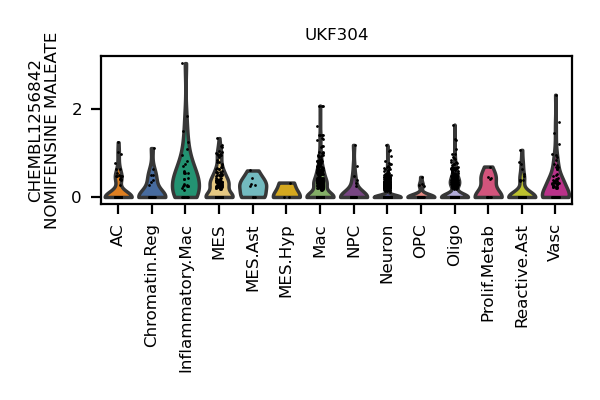 UKF304
CHEMBL1256842
NOMIFENSINE MALEATE
2
0
AC
Chromatin.Reg
Inflammatory.Mac
MES
MES.Ast
MES.Hyp
Mac
NPC
Neuron
OPC
Oligo
Prolif.Metab
Reactive.Ast
Vasc